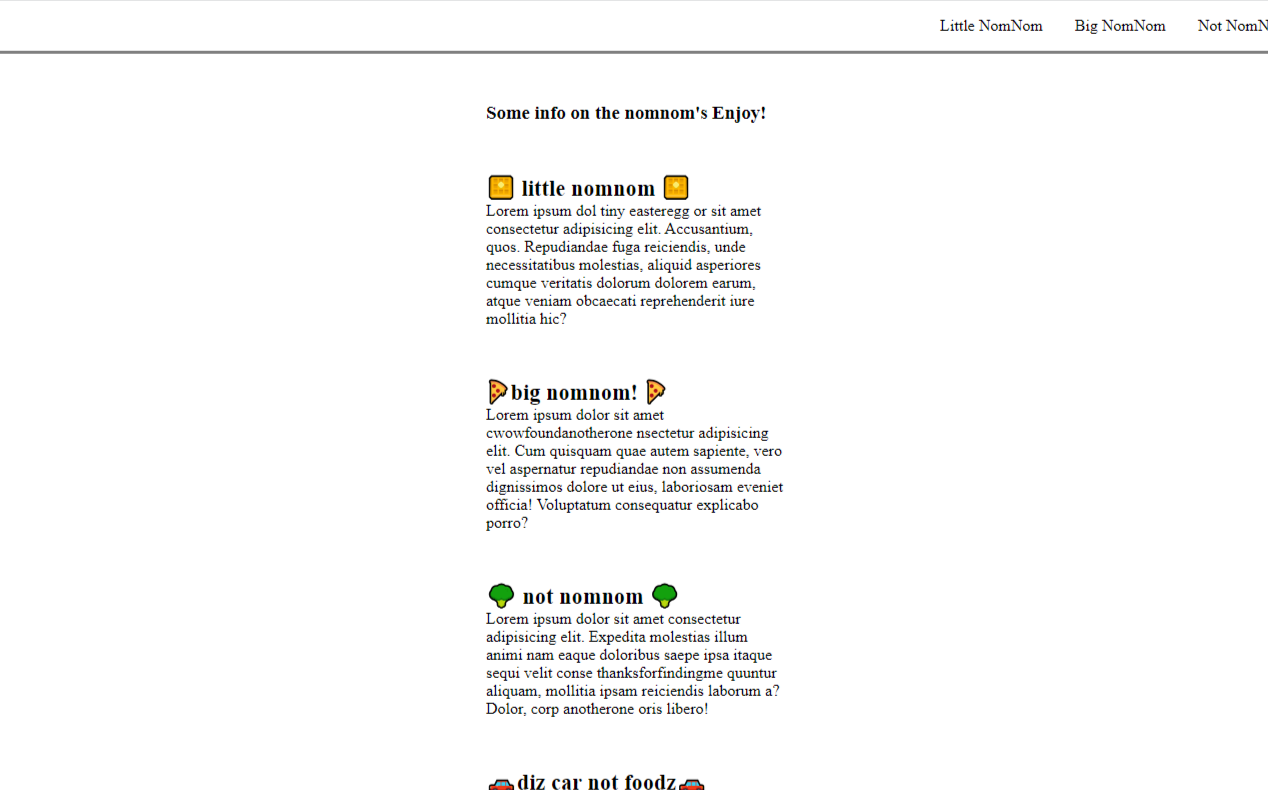 Little NomNom Big NomNom Not NomN
Some info on the nomnom's Enjoy!
little nomnom
Lorem ipsum dol tiny easteregg or sit amet
consectetur adipisicing elit. Accusantium,
quos. Repudiandae fuga reiciendis, unde
necessitatibus molestias, aliquid asperiores
cumque veritatis dolorum dolorem earum,
atque veniam obcaecati reprehenderit iure
mollitia hic?
big nomnom!
Lorem ipsum dolor sit amet
cwowfoundanotherone nsectetur adipisicing
elit. Cum quisquam quae autem sapiente, vero
vel aspernatur repudiandae non assumenda
dignissimos dolore ut eius, laboriosam eveniet
officia! Voluptatum consequatur explicabo
porro?
not nomnom
Lorem ipsum dolor sit amet consectetur
adipisicing elit. Expedita molestias illum
animi nam eaque doloribus saepe ipsa itaque
sequi velit conse thanksforfindingme quuntur
aliquam, mollitia ipsam reiciendis laborum a?
Dolor, corp anotherone oris libero!
diz car not foodz